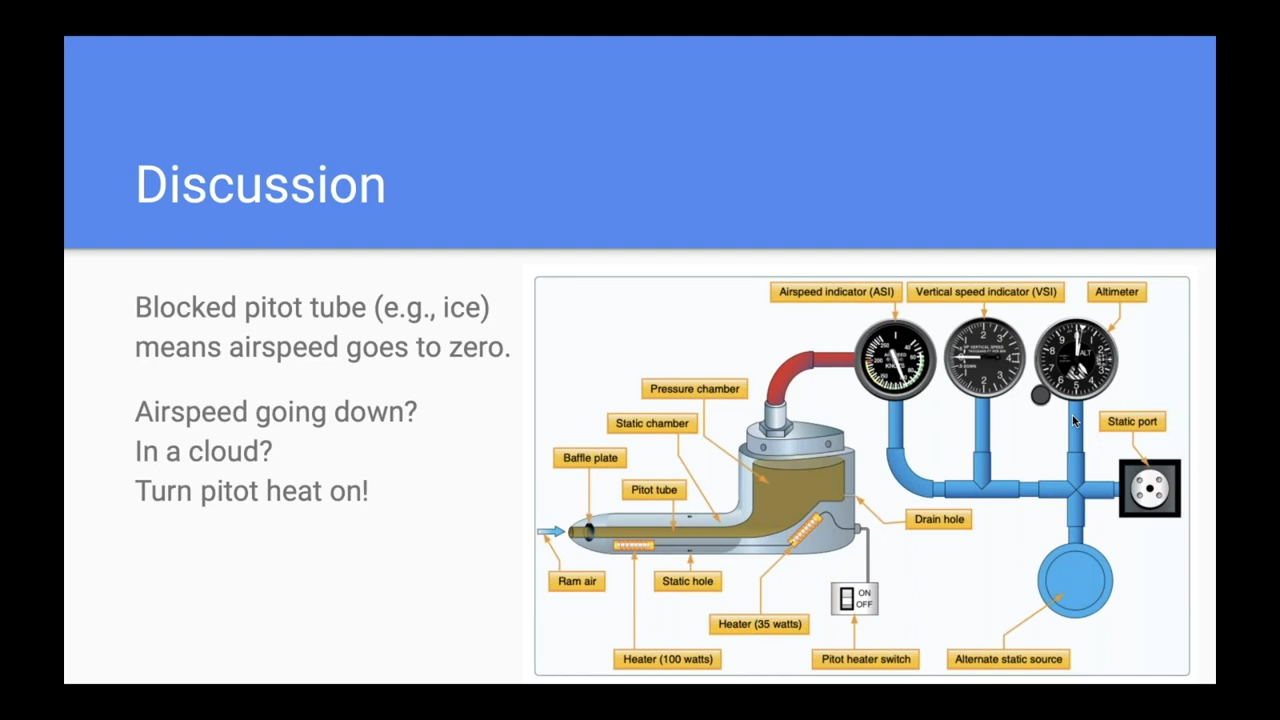 Discussion
Blocked pitot tube (e.g., ice)
means airspeed goes to zero.
Airspeed going down?
In a cloud?
Turn pitot heat on!
Airspeed indicator (ASI)
Vertical speed indicator (VSI)
Altimeter
Pressure chamber
Static chamber
Static port
Baffle plate
Pitot tube
Drain hole
Ram air
Static hole
ON
OFF
Heater (35 watts)
Heater (100 watts)
Pitot heater switch
Alternate static source
ALT